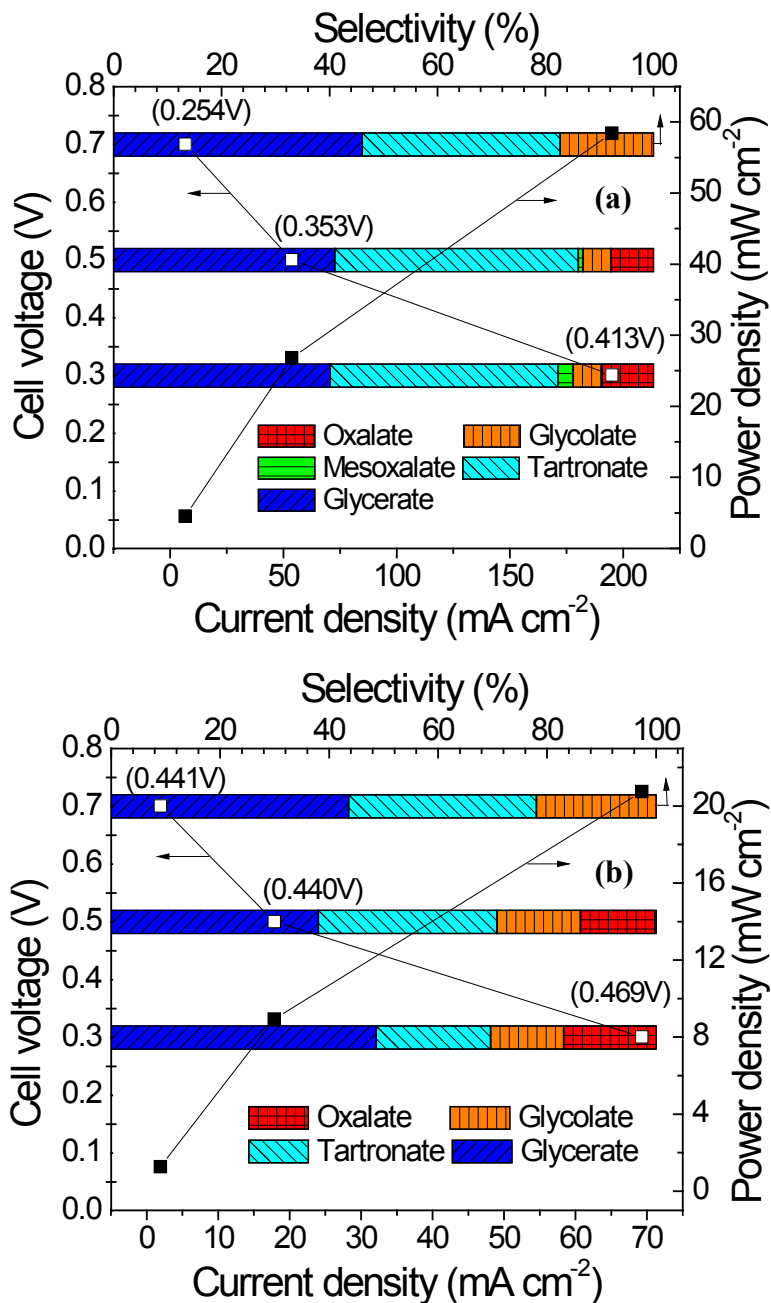 Selectivity (%)
0 20 40 60 80 100
Cell voltage (V)
0.8
0.7
0.6
0.5
0.4
0.3
0.2
0.1
0.0
(0.254V)
(0.353V)
(0.413V)
(a)
Oxalate Glycolate
Mesoxalate Tartronate
Glycerate
60
50
40
30
20
10
0
Power density (mW cm⁻²)
0 50 100 150 200
Current density (mA cm⁻²)
Selectivity (%)
0 20 40 60 80 100
Cell voltage (V)
0.8
0.7
0.6
0.5
0.4
0.3
0.2
0.1
0.0
(0.441V)
(0.440V)
(0.469V)
(b)
Oxalate Glycolate
Tartronate Glycerate
20
16
12
8
4
0
Power density (mW cm⁻²)
0 10 20 30 40 50 60 70
Current density (mA cm⁻²)